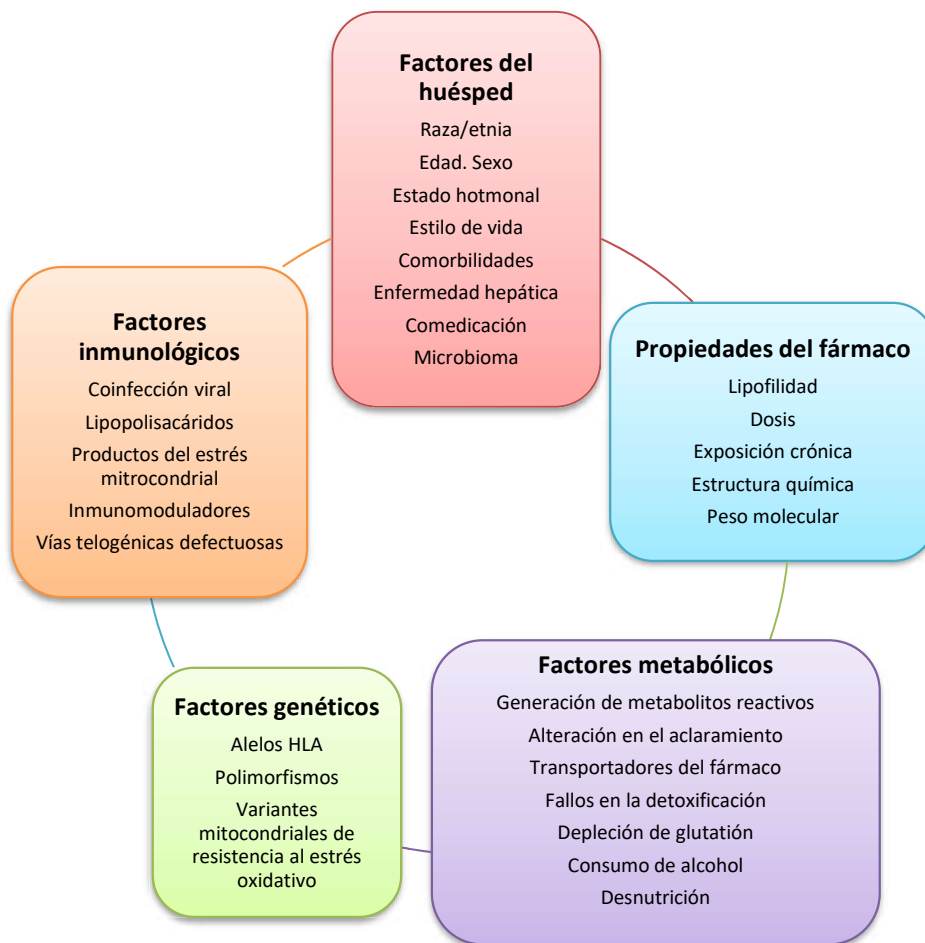 Factores del
huésped
Raza/etnia
Edad. Sexo
Estado hotmonal
Estilo de vida
Comorbilidades
Enfermedad hepática
Comedicación
Microbioma
Propiedades del fármaco
Lipofilidad
Dosis
Exposición crónica
Estructura química
Peso molecular
Factores metabólicos
Generación de metabolitos reactivos
Alteración en el aclaramiento
Transportadores del fármaco
Fallos en la detoxificación
Depleción de glutatión
Consumo de alcohol
Desnutrición
Factores genéticos
Alelos HLA
Polimorfismos
Variantes
mitocondriales de
resistencia al estrés
oxidativo
Factores
inmunológicos
Coinfección viral
Lipopolisacáridos
Productos del estrés
mitrocondrial
Inmunomoduladores
Vías telogénicas defectuosas